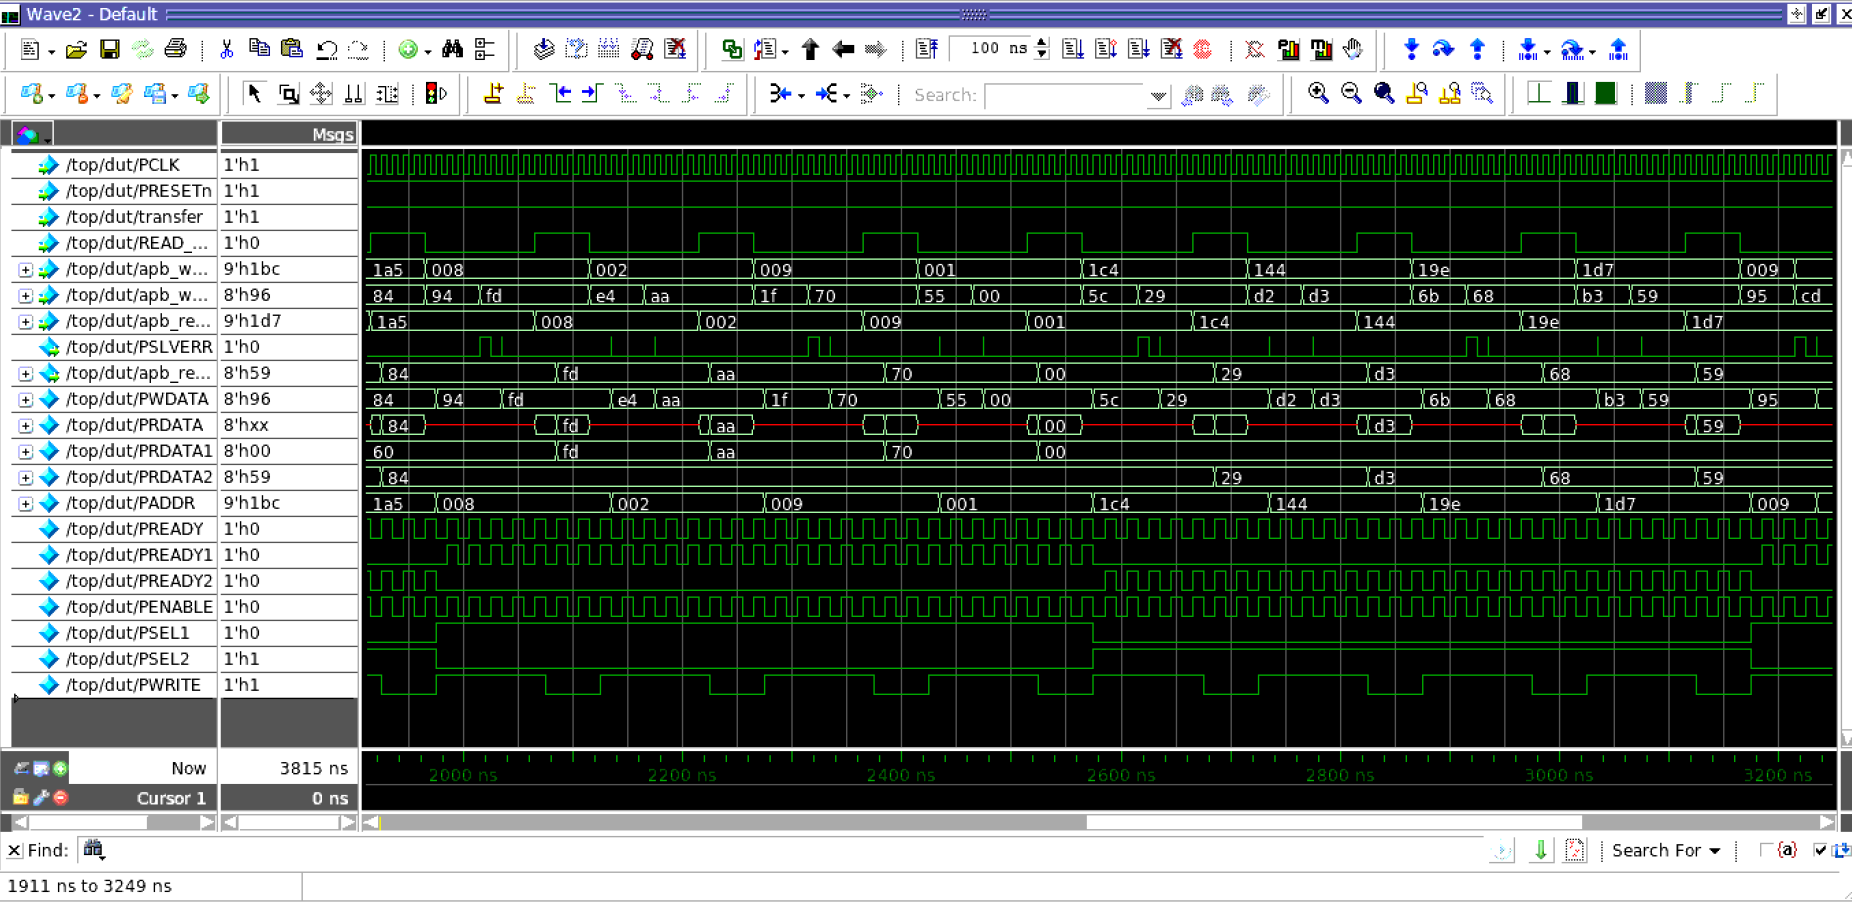 Wave2 - Default
100 ns
Search:
Msgs
/top/dut/PCLK 1'h1
/top/dut/PRESETn 1'h1
/top/dut/transfer 1'h1
/top/dut/READ_... 1'h0
/top/dut/apb_w... 9'h1bc 1a5 008 002 009 001 1c4 144 19e 1d7 009
/top/dut/apb_w... 8'h96 84 94 fd e4 aa 1f 70 55 00 5c 29 d2 d3 6b 68 b3 59 95 cd
/top/dut/apb_re... 9'h1d7 1a5 008 002 009 001 1c4 144 19e 1d7
/top/dut/PSLVERR 1'h0
/top/dut/apb_re... 8'h59 84 fd aa 70 00 29 d3 68 59
/top/dut/PWDATA 8'h96 84 94 fd e4 aa 1f 70 55 00 5c 29 d2 d3 6b 68 b3 59 95
/top/dut/PRDATA 8'hxx 84 fd aa 00 d3 59
/top/dut/PRDATA1 8'h00 60 fd aa 70 00
/top/dut/PRDATA2 8'h59 84 29 d3 68 59
/top/dut/PADDR 9'h1bc 1a5 008 002 009 001 1c4 144 19e 1d7 009
/top/dut/PREADY 1'h0
/top/dut/PREADY1 1'h0
/top/dut/PREADY2 1'h0
/top/dut/PENABLE 1'h0
/top/dut/PSEL1 1'h0
/top/dut/PSEL2 1'h1
/top/dut/PWRITE 1'h1
Now 3815 ns 2000 ns 2200 ns 2400 ns 2600 ns 2800 ns 3000 ns 3200 ns
Cursor 1 0 ns
Find: Search For {a}
1911 ns to 3249 ns